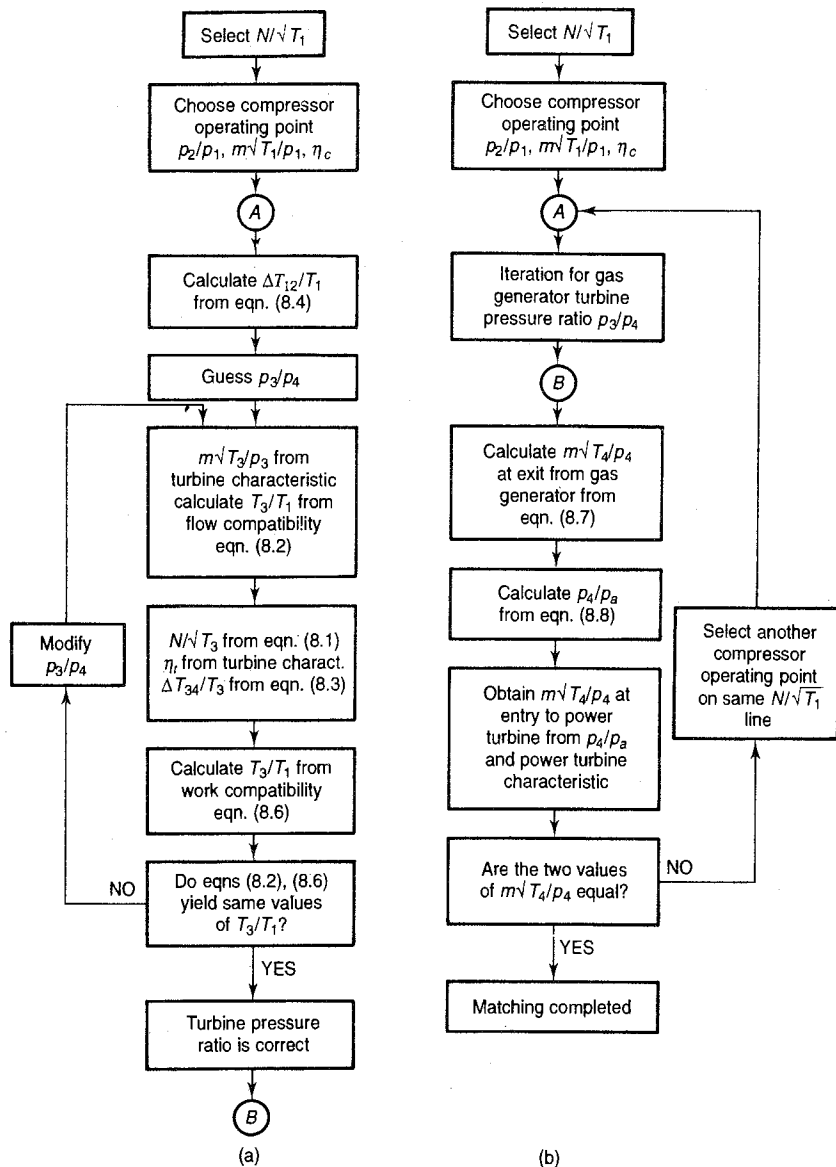 Select N/√T₁
Choose compressor
operating point
p₂/p₁, m√T₁/p₁, η_c
A
Calculate ΔT₁₂/T₁
from eqn. (8.4)
Guess p₃/p₄
m√T₃/p₃ from
turbine characteristic
calculate T₃/T₁ from
flow compatibility
eqn. (8.2)
N/√T₃ from eqn. (8.1)
η_t from turbine charact.
ΔT₃₄/T₃ from eqn. (8.3)
Modify
p₃/p₄
Calculate T₃/T₁ from
work compatibility
eqn. (8.6)
NO
Do eqns (8.2), (8.6)
yield same values
of T₃/T₁?
YES
Turbine pressure
ratio is correct
B
(a)
Select N/√T₁
Choose compressor
operating point
p₂/p₁, m√T₁/p₁, η_c
A
Iteration for gas
generator turbine
pressure ratio p₃/p₄
B
Calculate m√T₄/p₄
at exit from gas
generator from
eqn. (8.7)
Calculate p₄/pₐ
from eqn. (8.8)
Select another
compressor
operating point
on same N/√T₁
line
Obtain m√T₄/p₄ at
entry to power
turbine from p₄/pₐ
and power turbine
characteristic
Are the two values
of m√T₄/p₄ equal?
NO
YES
Matching completed
(b)